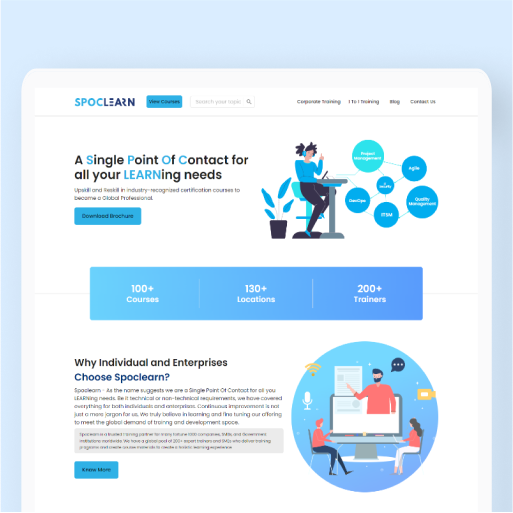 SPOCLEARN
View Courses
Search your topic
Corporate Training
1 To 1 Training
Blog
Contact Us
A Single Point Of Contact for
all your LEARNing needs
Upskill and Reskill in industry-recognized certification courses to
become a Global Professional.
Download Brochure
Project
Management
Agile
DevOps
ITSM
Quality
Management
100+
Courses
130+
Locations
200+
Trainers
Why Individual and Enterprises
Choose Spoclearn?
Spoclearn - As the name suggests we are a Single Point Of Contact for all you
LEARNing needs. Be it technical or non-technical requirements, we have covered
everything for both individuals and enterprises. Continuous improvement is not
just a mere jargon for us. We truly believe in learning and fine tuning our offering
to meet the global demand of training and development space.
Spoclearn is a trusted training partner for many Fortune 1000 companies, SMEs, and Government
Institutions worldwide. We have a global pool of 200+ expert trainers and SMEs who deliver training
programs and create course materials to create a holistic learning experience
Know More